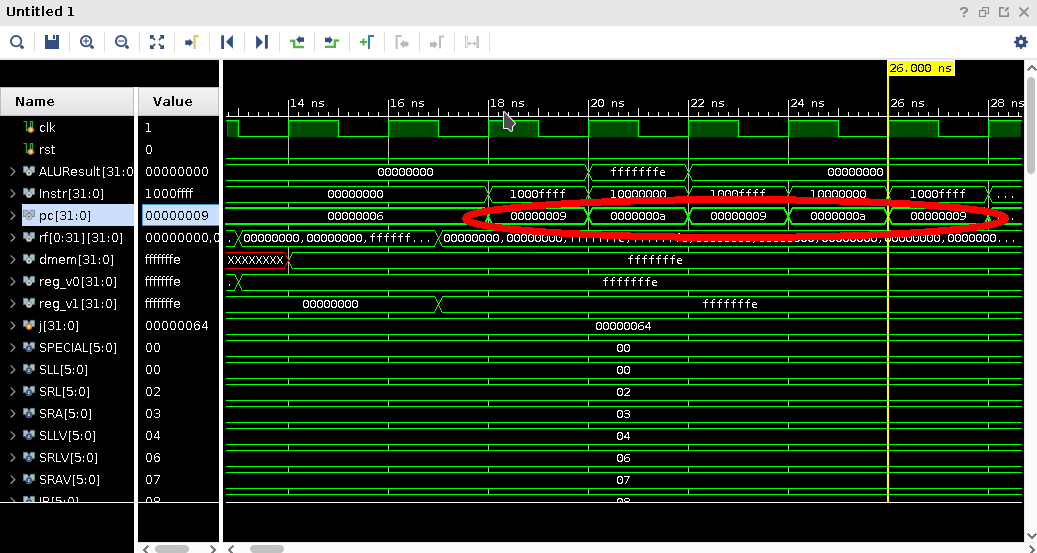 Untitled 1
26.000 ns
Name Value
14 ns 16 ns 18 ns 20 ns 22 ns 24 ns 26 ns 28 ns
clk 1
rst 0
ALUResult[31:0 00000000 00000000 fffffffe 00000000
Instr[31:0] 1000ffff 00000000 1000ffff 10000000 1000ffff 10000000 1000ffff ...
pc[31:0] 00000009 00000006 00000009 0000000a 00000009 0000000a 00000009 ...
rf[0:31][31:0] 00000000,0 00000000,00000000,ffffff... 00000000,00000000,fffffffe,fffffffe,00000000,00000000,00000000,00000000,0000000...
dmem[31:0] fffffffe XXXXXXXX fffffffe
reg_v0[31:0] fffffffe . fffffffe
reg_v1[31:0] fffffffe 00000000 fffffffe
j[31:0] 00000064 00000064
SPECIAL[5:0] 00 00
SLL[5:0] 00 00
SRL[5:0] 02 02
SRA[5:0] 03 03
SLLV[5:0] 04 04
SRLV[5:0] 06 06
SRAV[5:0] 07 07